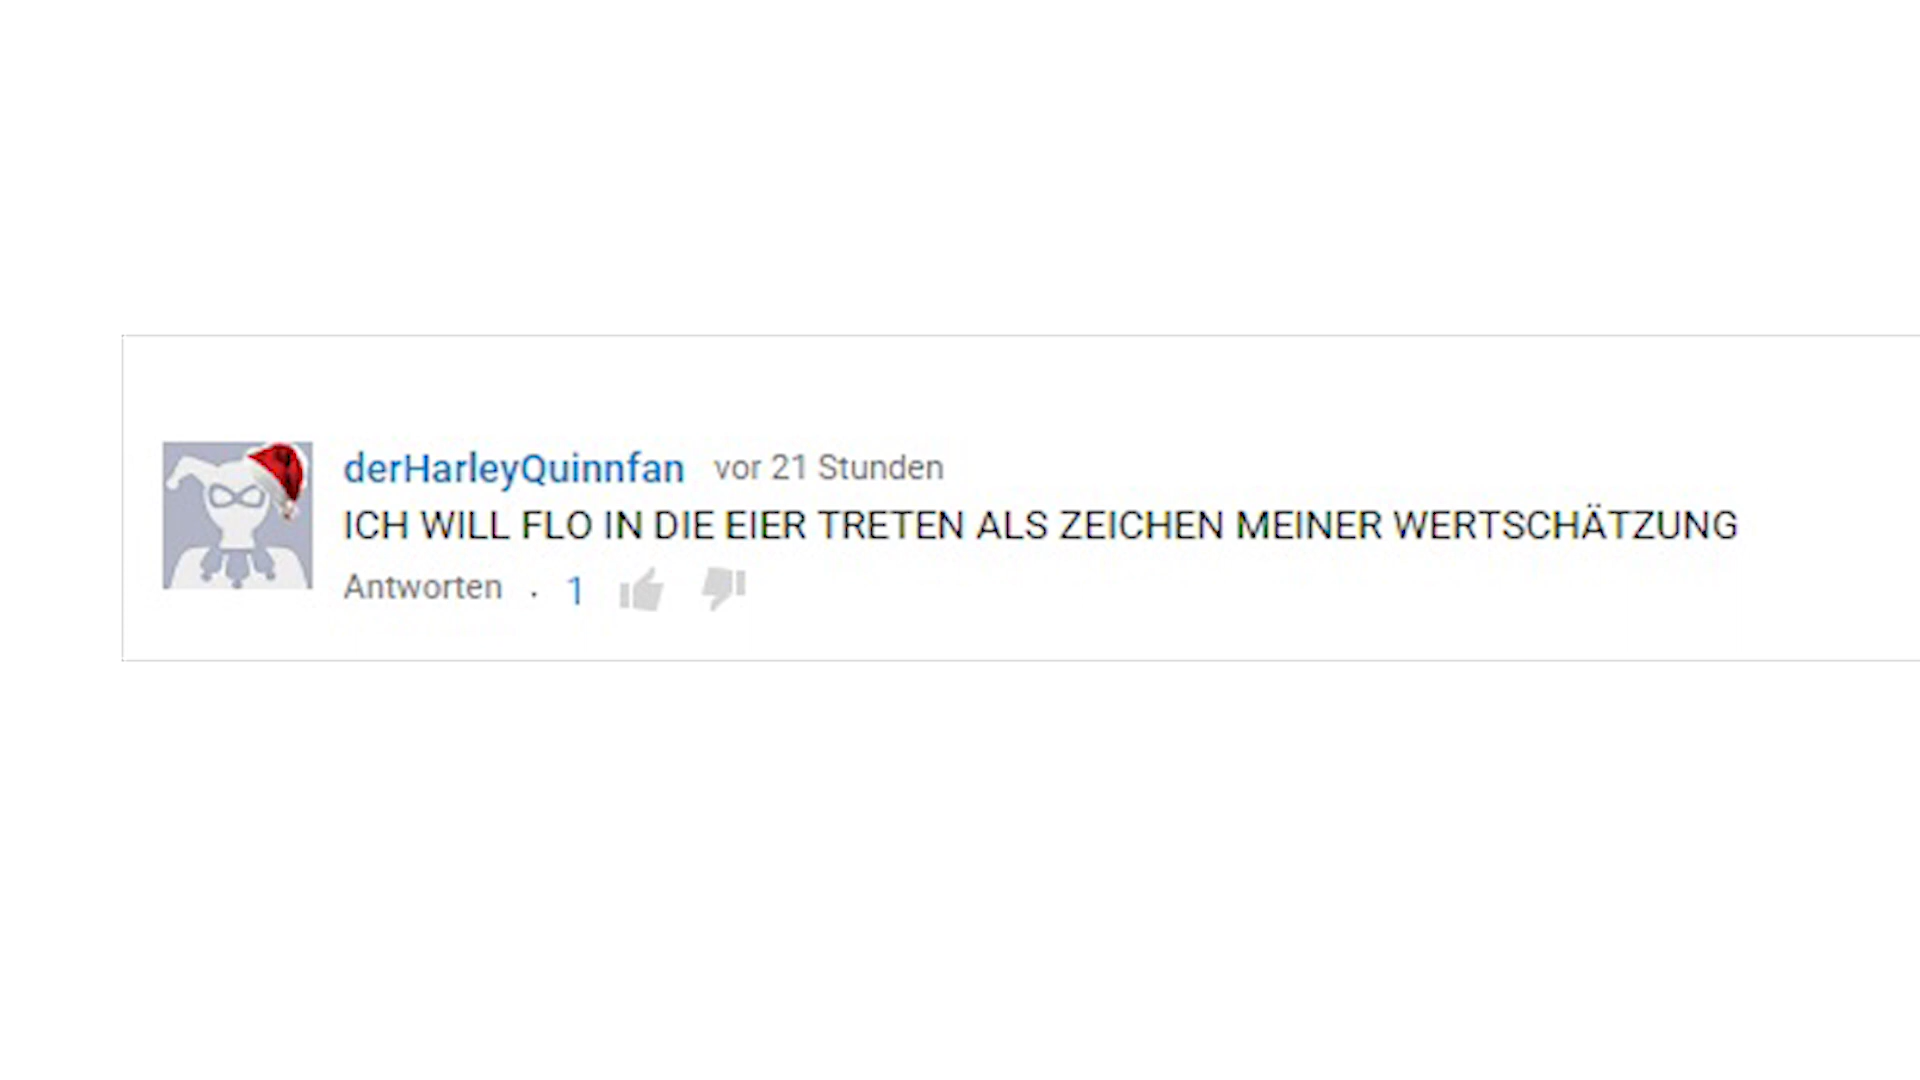 derHarleyQuinnfan vor 21 Stunden
ICH WILL FLO IN DIE EIER TRETEN ALS ZEICHEN MEINER WERTSCHÄTZUNG
Antworten . 1